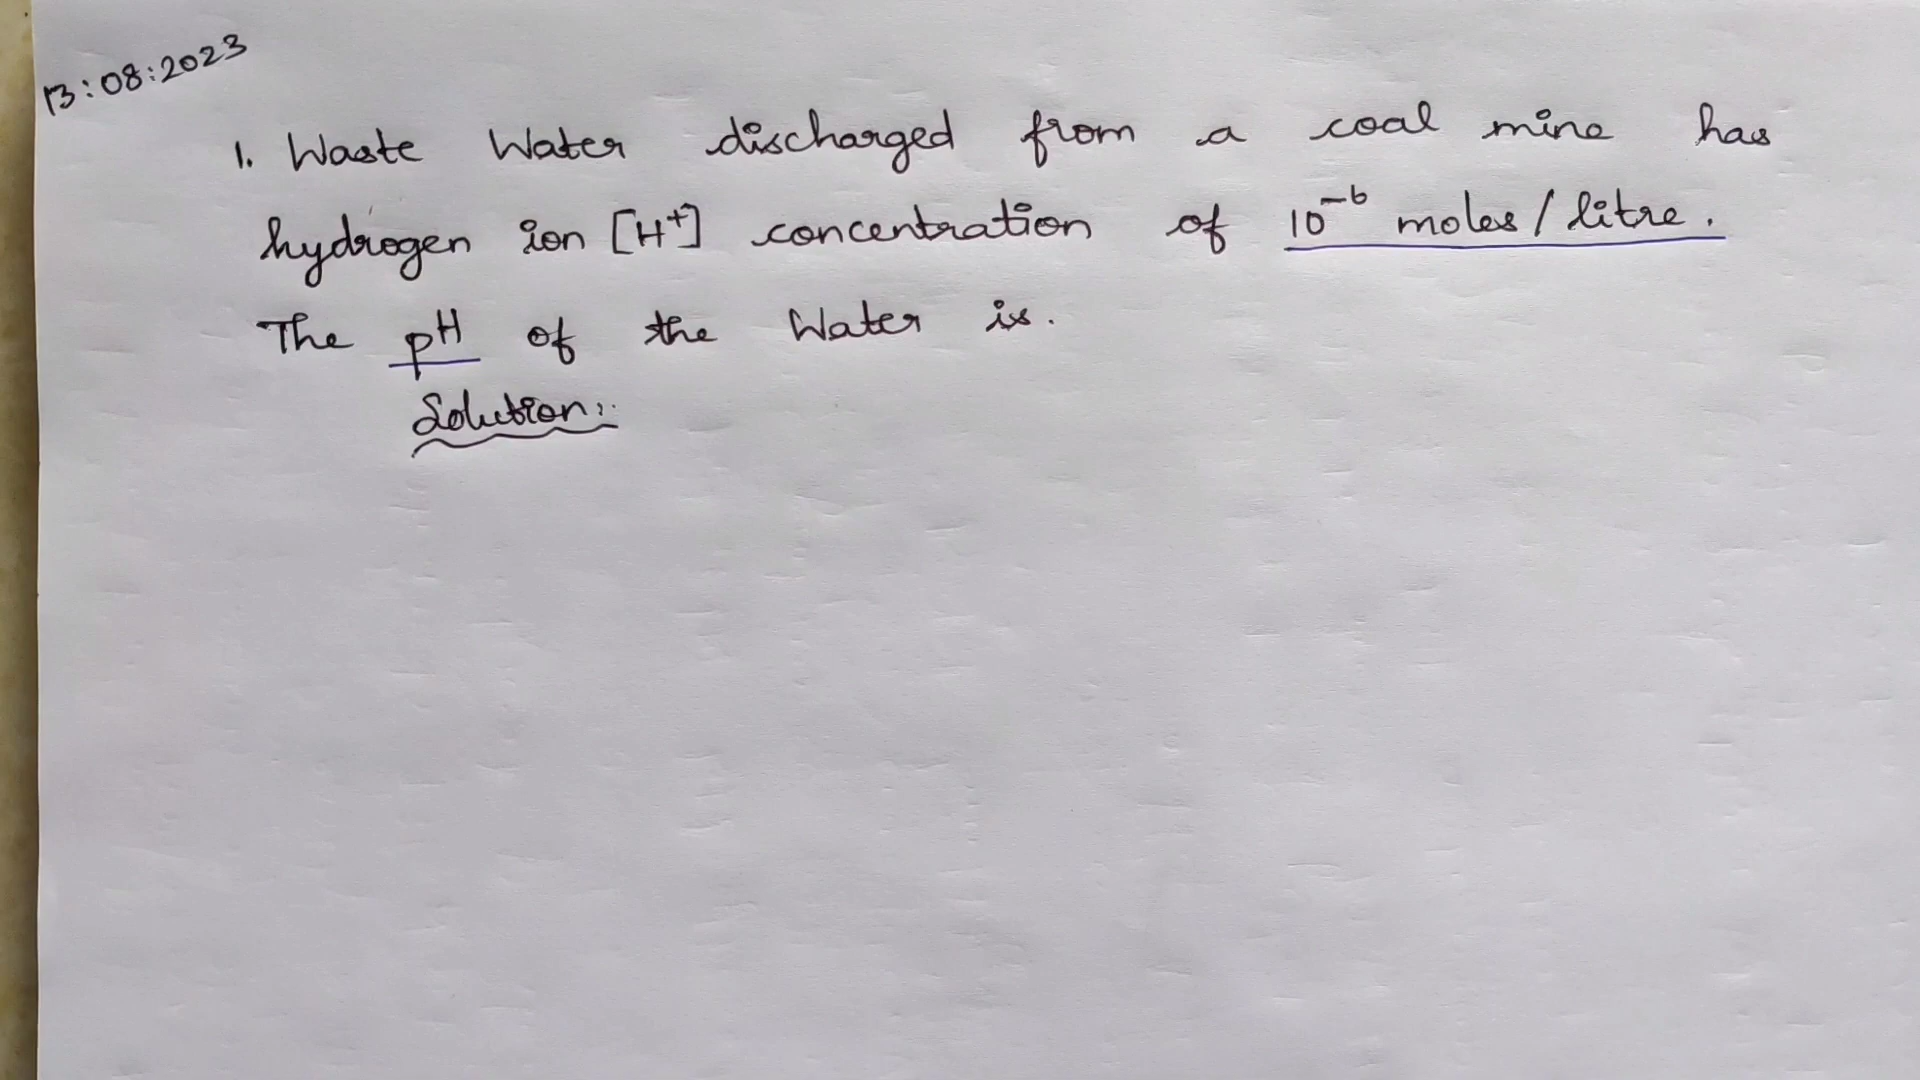 13:08:2023
1. Waste Water discharged from a coal mine has
hydrogen ion [H⁺] concentration of 10⁻⁶ moles/litre.
The pH of the Water is.
Solution: